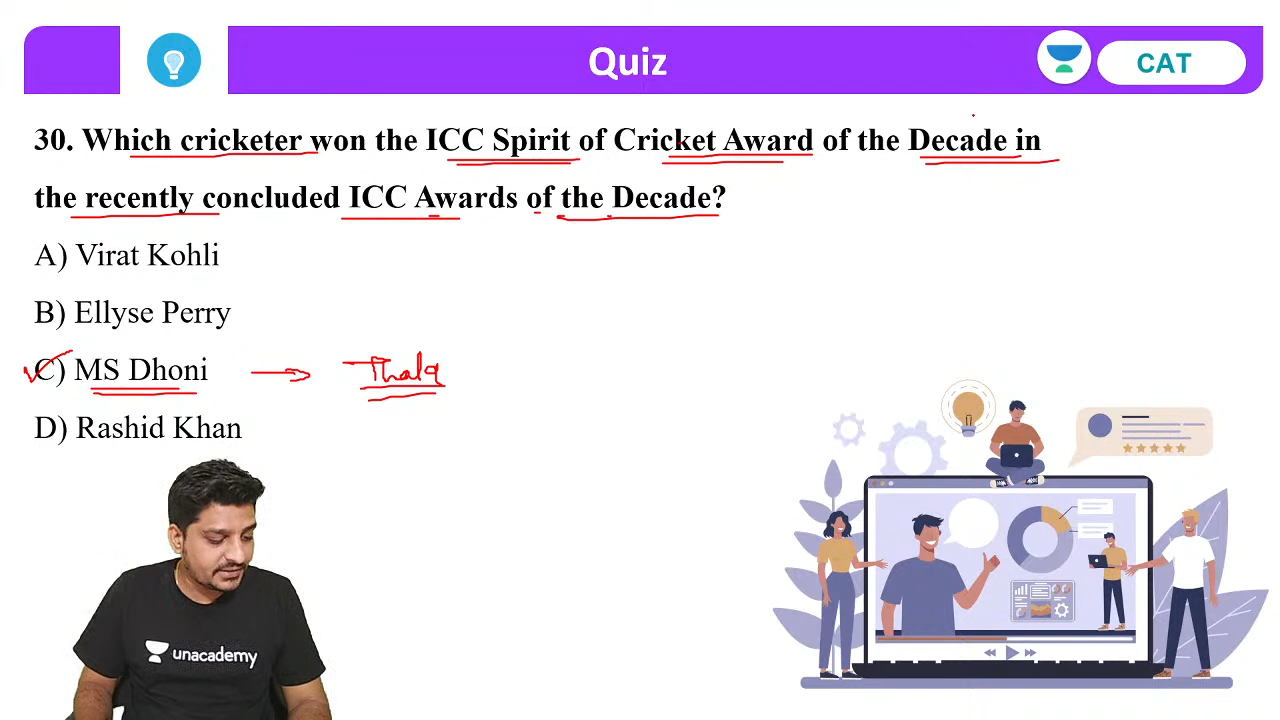 Quiz
CAT
30. Which cricketer won the ICC Spirit of Cricket Award of the Decade in
the recently concluded ICC Awards of the Decade?
A) Virat Kohli
B) Ellyse Perry
C) MS Dhoni
Thala
D) Rashid Khan
unacademy